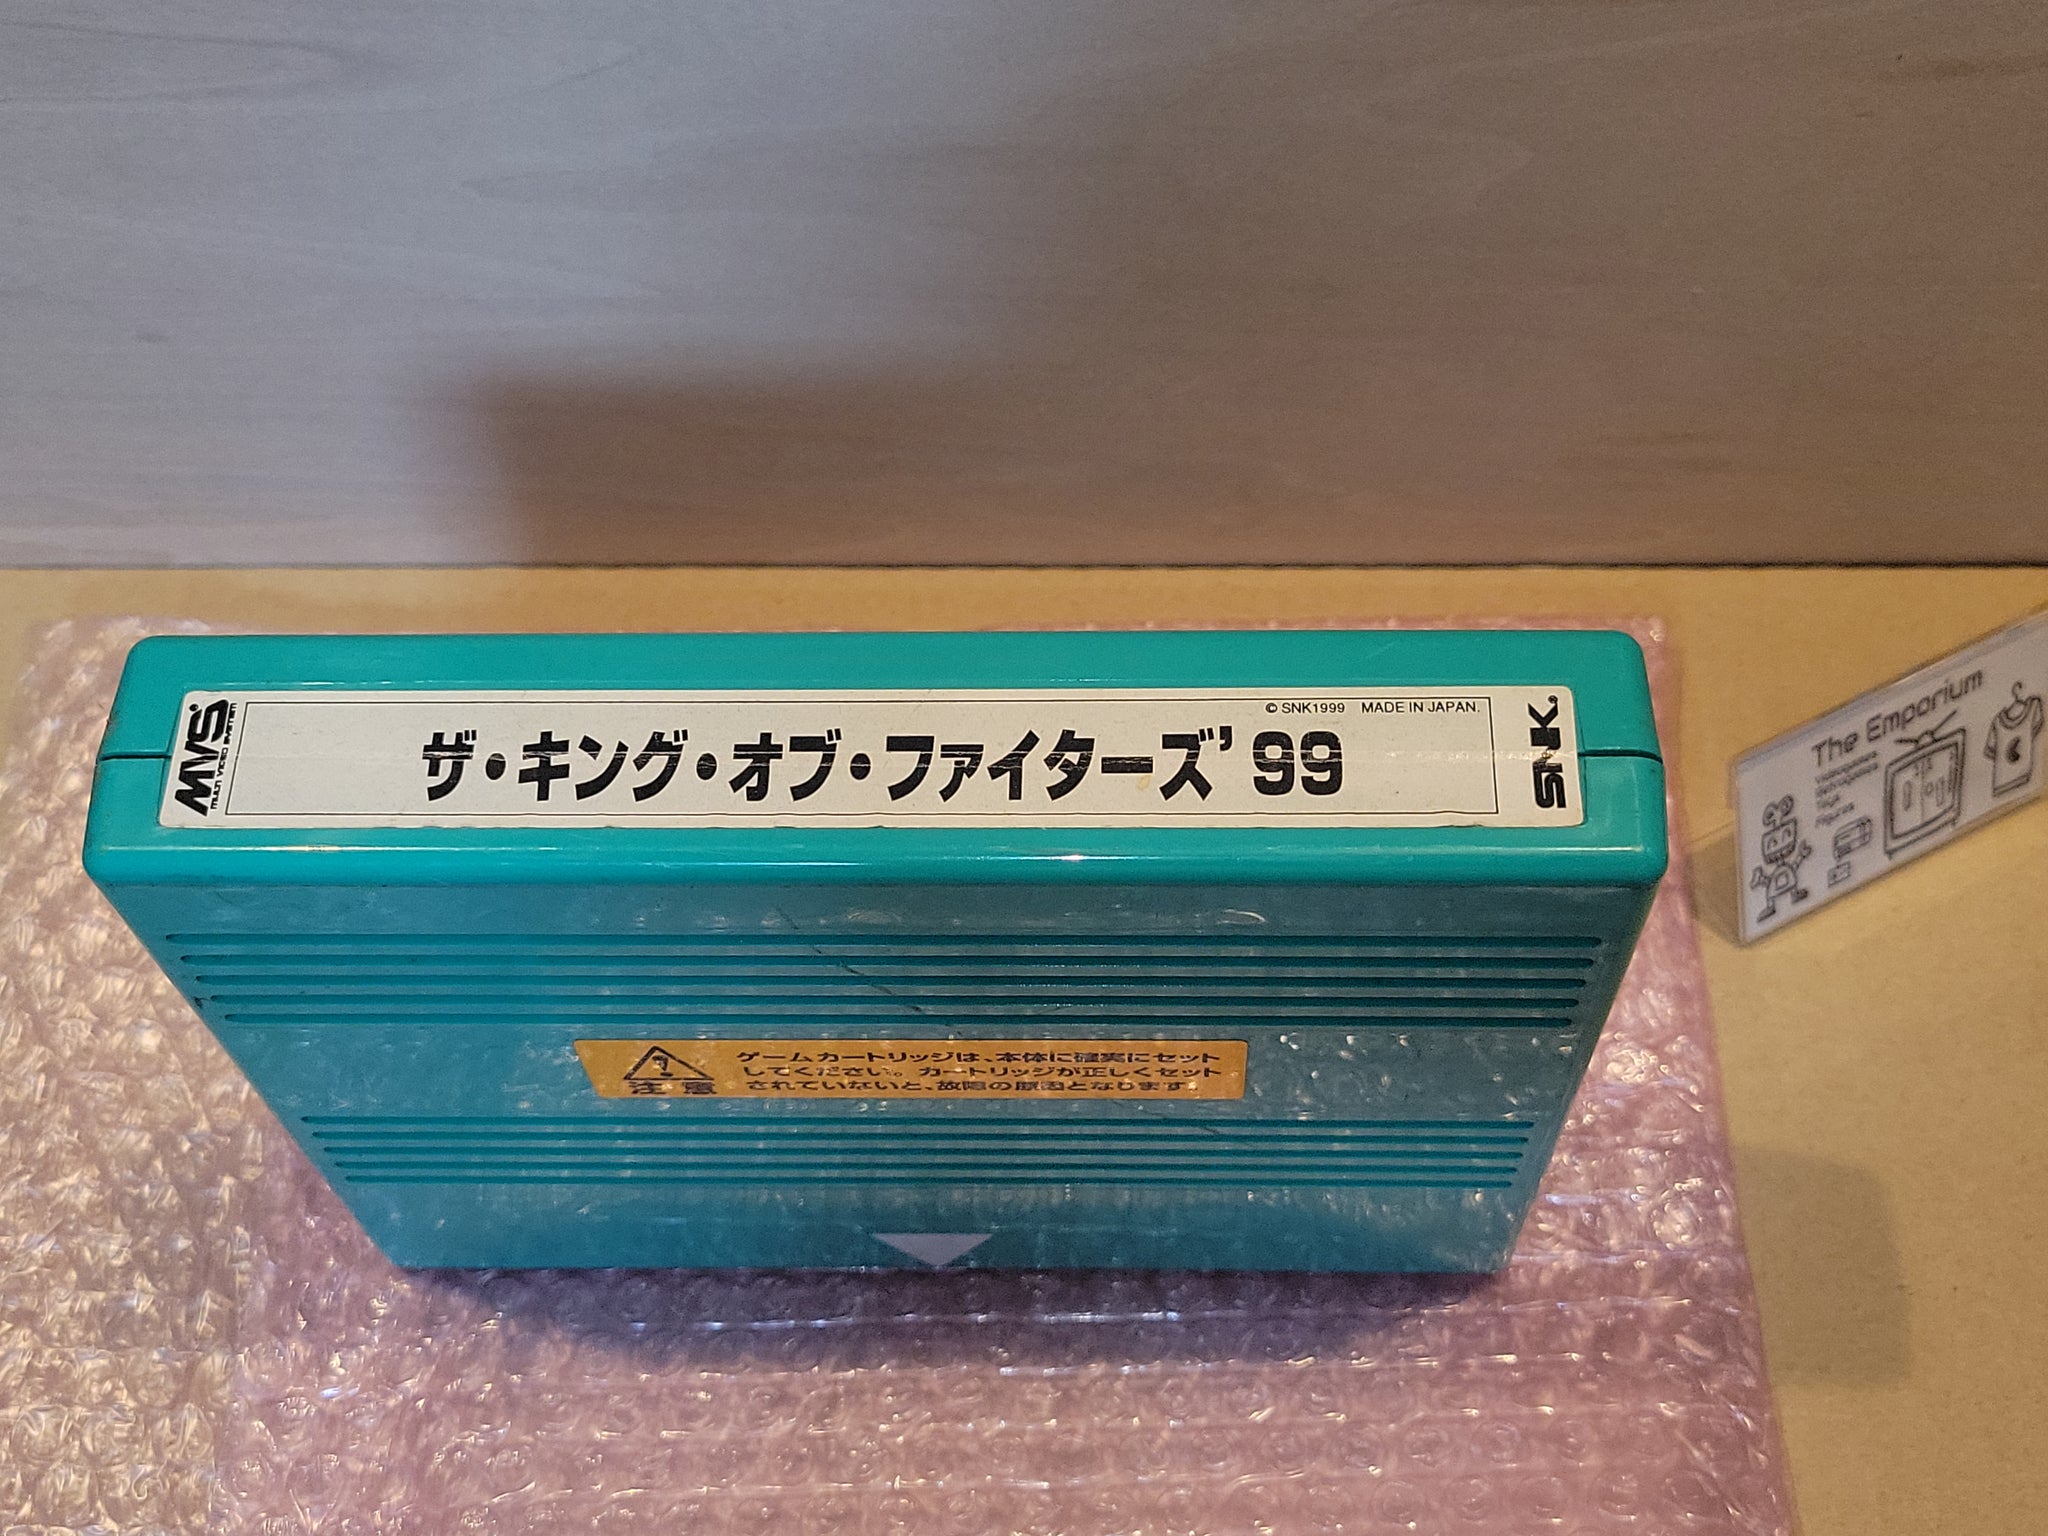 MVS
MULTI VIDEO SYSTEM
© SNK1999 MADE IN JAPAN.
ザ・キング・オブ・ファイターズ'99
SNK
注意
ゲームカートリッジは、本体に確実にセット
してください。カートリッジが正しくセット
されていないと、故障の原因となります。
The Emporium
Videogames
Retrogames
Toys
Figures